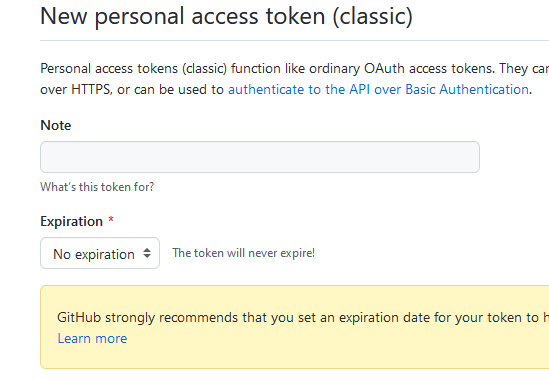 New personal access token (classic)
Personal access tokens (classic) function like ordinary OAuth access tokens. They can
over HTTPS, or can be used to authenticate to the API over Basic Authentication.
Note
What's this token for?
Expiration *
No expiration The token will never expire!
GitHub strongly recommends that you set an expiration date for your token to h
Learn more